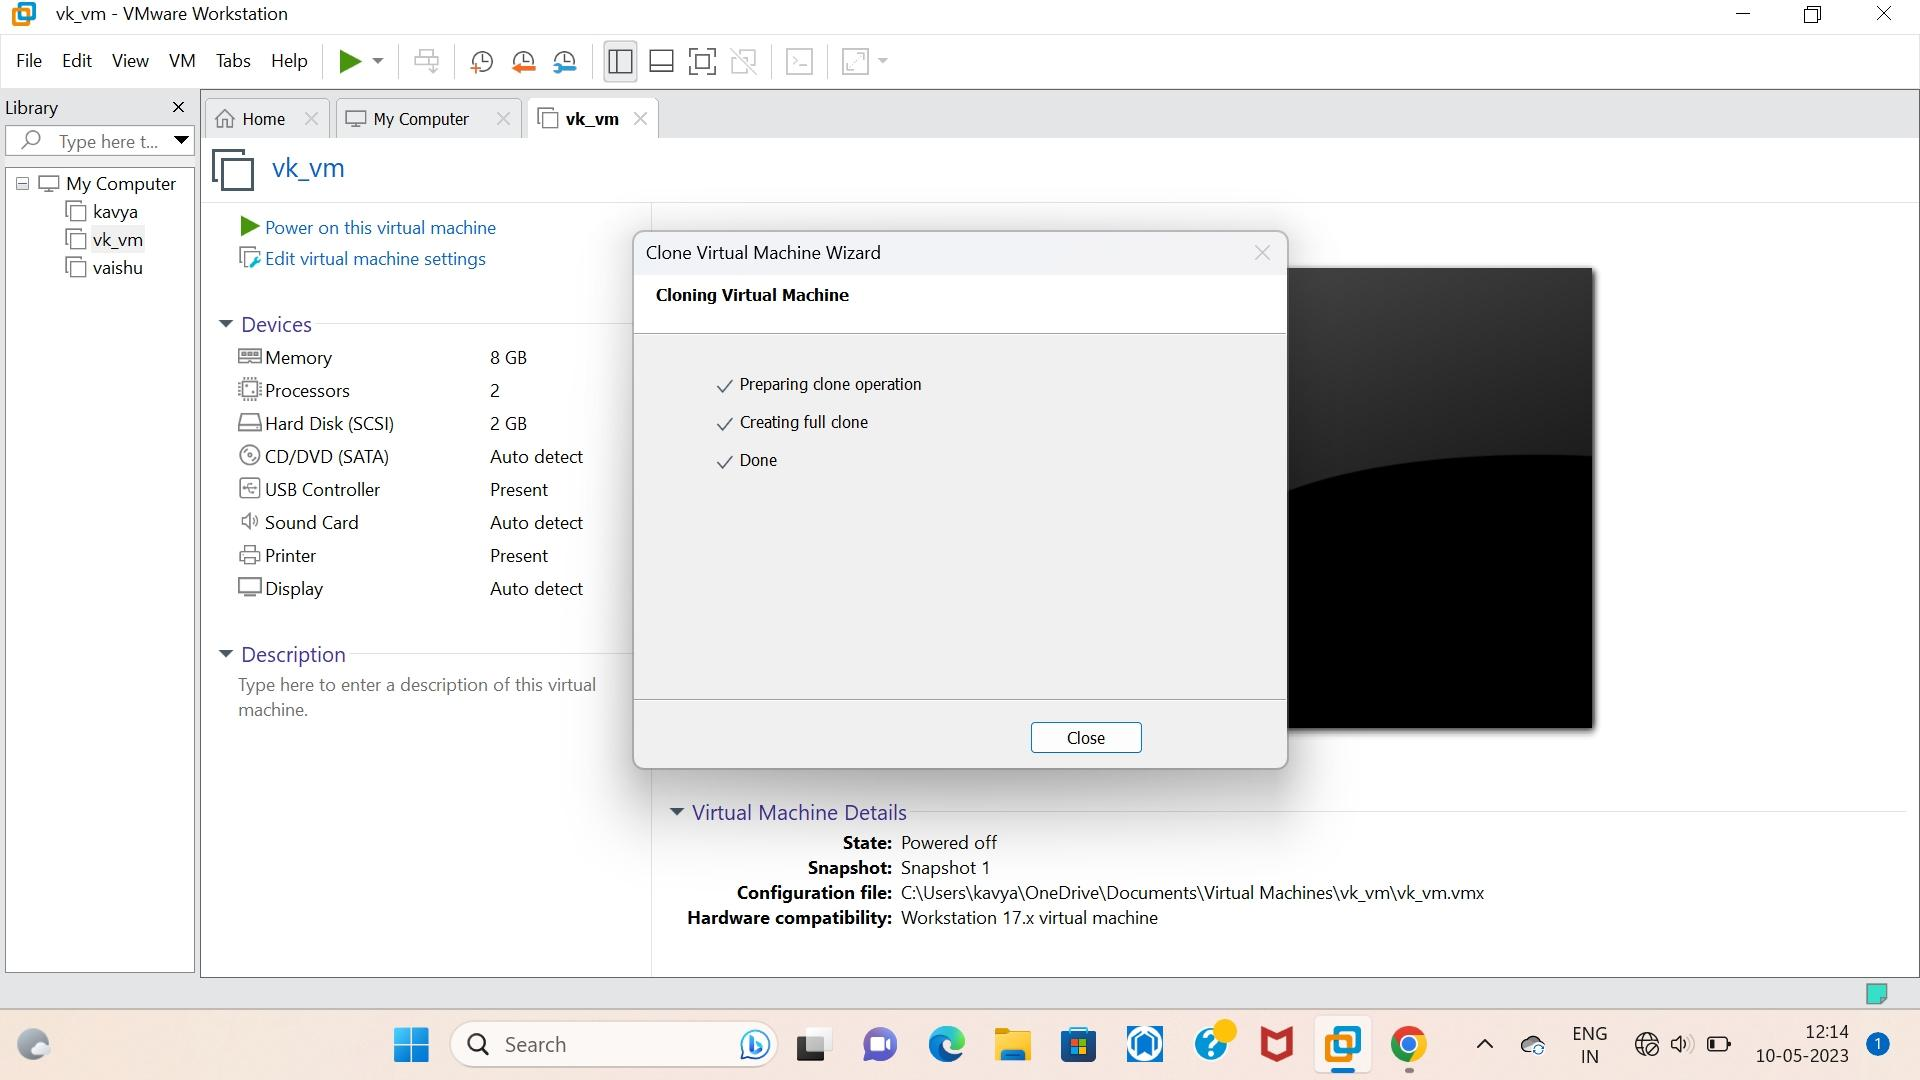 vk_vm - VMware Workstation
File Edit View VM Tabs Help
Library
Type here t...
My Computer
kavya
vk_vm
vaishu
Home
My Computer
vk_vm
vk_vm
Power on this virtual machine
Edit virtual machine settings
Devices
Memory 8 GB
Processors 2
Hard Disk (SCSI) 2 GB
CD/DVD (SATA) Auto detect
USB Controller Present
Sound Card Auto detect
Printer Present
Display Auto detect
Description
Type here to enter a description of this virtual
machine.
Clone Virtual Machine Wizard
Cloning Virtual Machine
Preparing clone operation
Creating full clone
Done
Close
Virtual Machine Details
State: Powered off
Snapshot: Snapshot 1
Configuration file: C:\Users\kavya\OneDrive\Documents\Virtual Machines\vk_vm\vk_vm.vmx
Hardware compatibility: Workstation 17.x virtual machine
Search
ENG
IN
12:14
10-05-2023
1